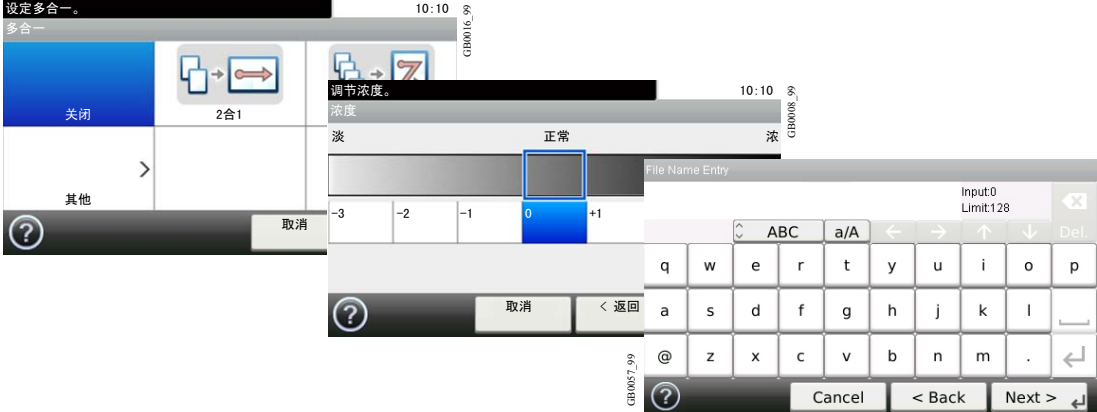 设定多合一。 10:10
多合一
关闭
2合1
其他
取消
GB0016_99
调节浓度。 10:10
浓度
淡 正常 浓
-3 -2 -1 0 +1
取消 < 返回
GB0008_99
File Name Entry
Input:0
Limit:128
ABC a/A ← → ↑ ↓ Del.
q w e r t y u i o p
a s d f g h j k l
@ z x c v b n m .
Cancel < Back Next >
GB0057_99